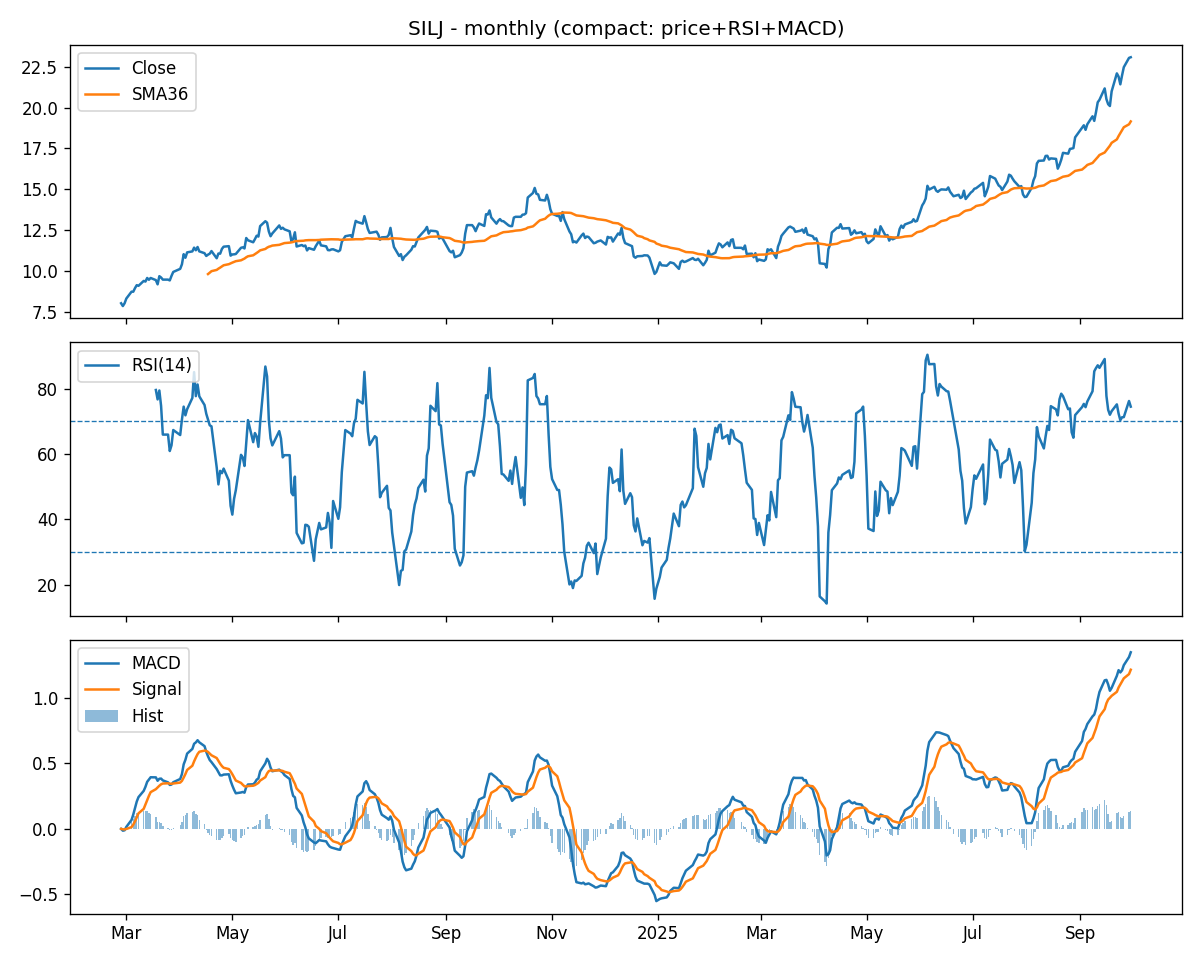 SILJ - monthly (compact: price+RSI+MACD)
Close
SMA36
22.5
20.0
17.5
15.0
12.5
10.0
7.5
RSI(14)
80
60
40
20
MACD
Signal
Hist
1.0
0.5
0.0
−0.5
Mar May Jul Sep Nov 2025 Mar May Jul Sep